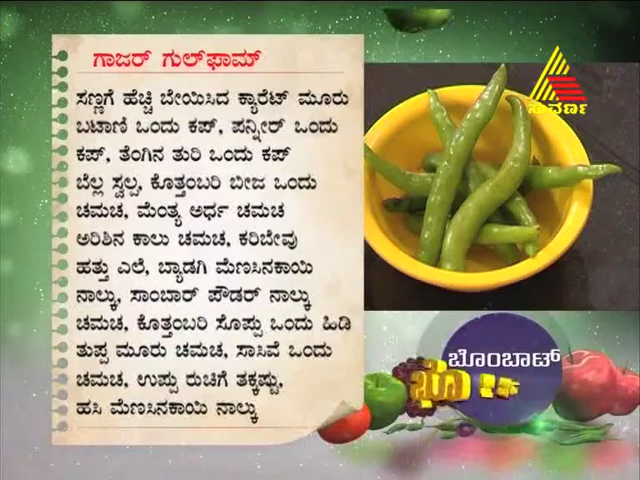 ಗಾಜರ್ ಗುಲ್‌ಫಾಮ್
ಸಣ್ಣಗೆ ಹೆಚ್ಚಿ ಬೇಯಿಸಿದ ಕ್ಯಾರೆಟ್ ಮೂರು
ಬಟಾಣಿ ಒಂದು ಕಪ್, ಪನ್ನೀರ್ ಒಂದು
ಕಪ್, ತೆಂಗಿನ ತುರಿ ಒಂದು ಕಪ್
ಬೆಲ್ಲ ಸ್ವಲ್ಪ, ಕೊತ್ತಂಬರಿ ಬೀಜ ಒಂದು
ಚಮಚ, ಮೆಂತ್ಯ ಅರ್ಧ ಚಮಚ
ಅರಿಶಿನ ಕಾಲು ಚಮಚ, ಕರಿಬೇವು
ಹತ್ತು ಎಲೆ, ಬ್ಯಾಡಗಿ ಮೆಣಸಿನಕಾಯಿ
ನಾಲ್ಕು, ಸಾಂಬಾರ್ ಪೌಡರ್ ನಾಲ್ಕು
ಚಮಚ, ಕೊತ್ತಂಬರಿ ಸೊಪ್ಪು ಒಂದು ಹಿಡಿ
ತುಪ್ಪ ಮೂರು ಚಮಚ, ಸಾಸಿವೆ ಒಂದು
ಚಮಚ, ಉಪ್ಪು ರುಚಿಗೆ ತಕ್ಕಷ್ಟು,
ಹಸಿ ಮೆಣಸಿನಕಾಯಿ ನಾಲ್ಕು
ಸುವರ್ಣ
ಬೊಂಬಾಟ್